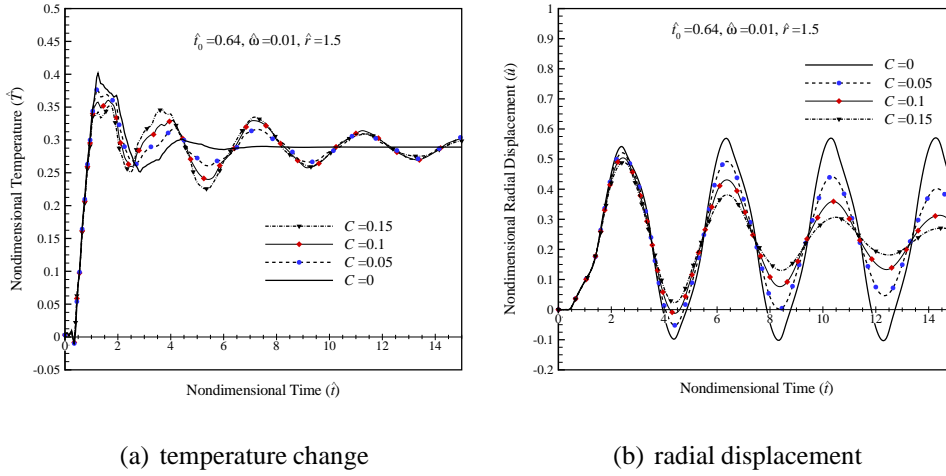 0.5
0.45
0.4
0.35
0.3
0.25
0.2
0.15
0.1
0.05
0
-0.05
0
2
4
6
8
10
12
14
Nondimensional Temperature (T̂)
Nondimensional Time (t̂)
t̂₀=0.64, ω̂=0.01, r̂=1.5
C=0.15
C=0.1
C=0.05
C=0
(a) temperature change
1
0.9
0.8
0.7
0.6
0.5
0.4
0.3
0.2
0.1
0
-0.1
-0.2
0
2
4
6
8
10
12
14
Nondimensional Radial Displacement (û)
Nondimensional Time (t̂)
t̂₀=0.64, ω̂=0.01, r̂=1.5
C=0
C=0.05
C=0.1
C=0.15
(b) radial displacement